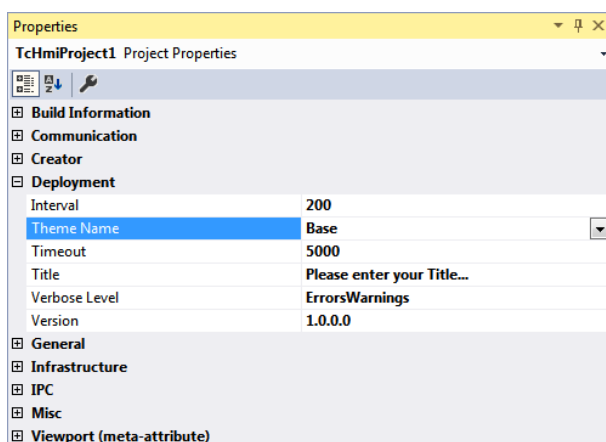 Properties
TcHmiProject1 Project Properties
Build Information
Communication
Creator
Deployment
Interval 200
Theme Name Base
Timeout 5000
Title Please enter your Title...
Verbose Level ErrorsWarnings
Version 1.0.0.0
General
Infrastructure
IPC
Misc
Viewport (meta-attribute)